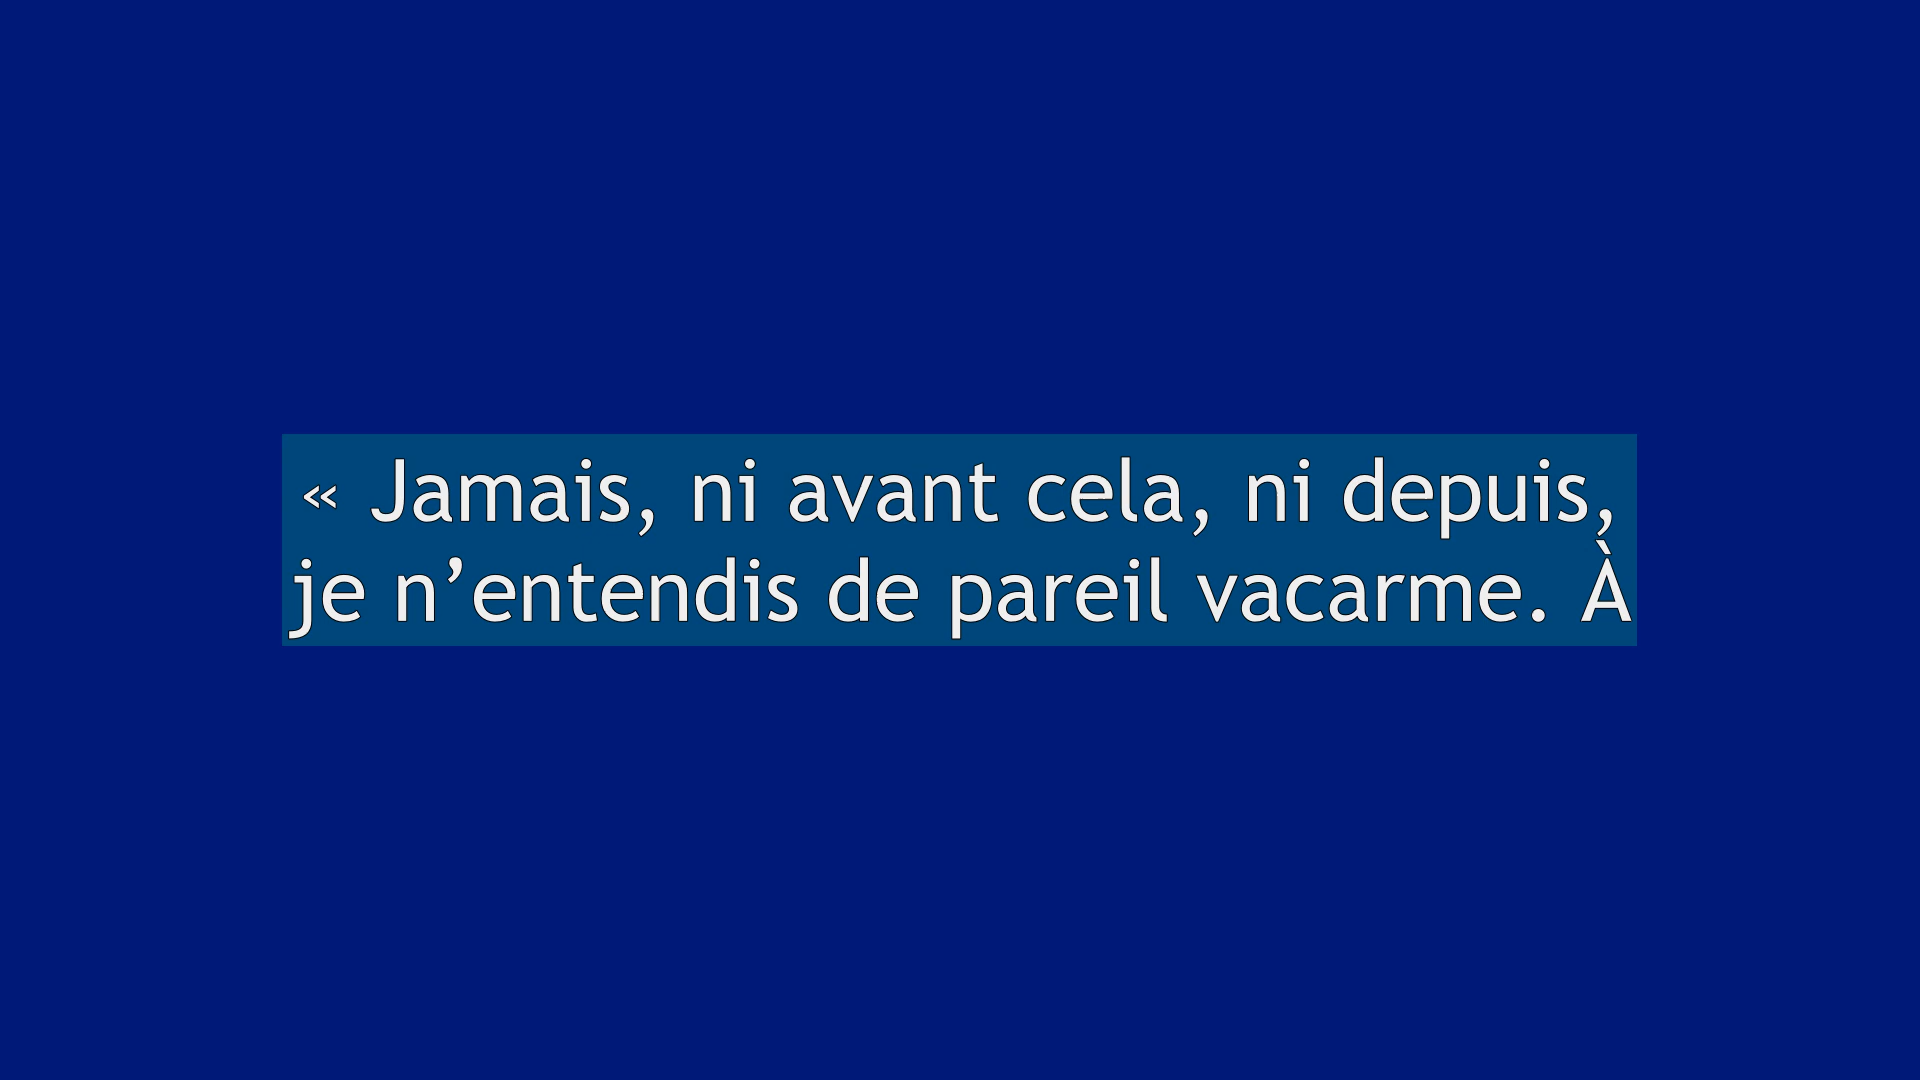 « Jamais, ni avant cela, ni depuis,
je n’entendis de pareil vacarme. À